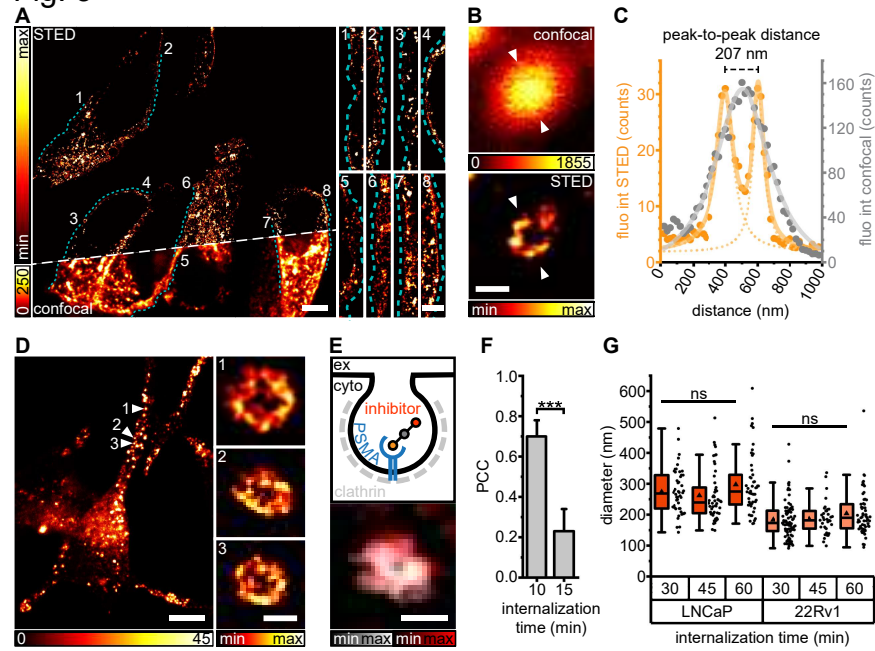 A
STED
max
min
250
0
confocal
1
2
3
4
5
6
7
8
1
2
3
4
5
6
7
8
B
confocal
0
1855
STED
min
max
C
peak-to-peak distance
207 nm
fluo int STED (counts)
30
20
10
0
fluo int confocal (counts)
160
120
80
40
0
0
200
400
600
800
1000
distance (nm)
D
1
2
3
0
45
1
2
3
min
max
E
ex
cyto
inhibitor
PSMA
clathrin
min
max
min
max
F
PCC
1.0
0.8
0.6
0.4
0.2
0.0
***
10
15
internalization
time (min)
G
diameter (nm)
600
500
400
300
200
100
0
ns
ns
30
45
60
30
45
60
LNCaP
22Rv1
internalization time (min)